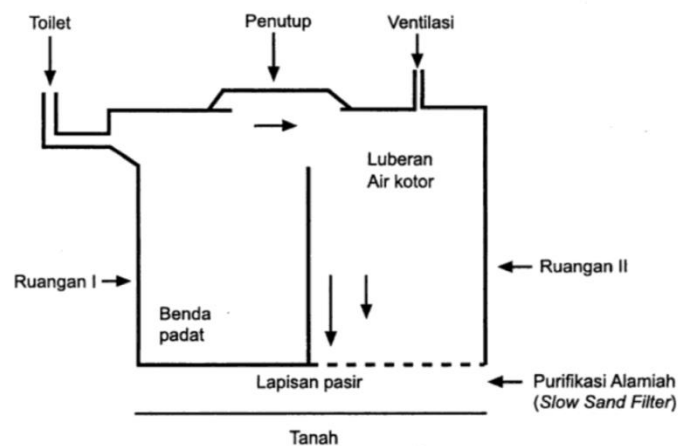 Toilet
Penutup
Ventilasi
Luberan
Air kotor
Ruangan I
Ruangan II
Benda
padat
Lapisan pasir
Purifikasi Alamiah
(Slow Sand Filter)
Tanah